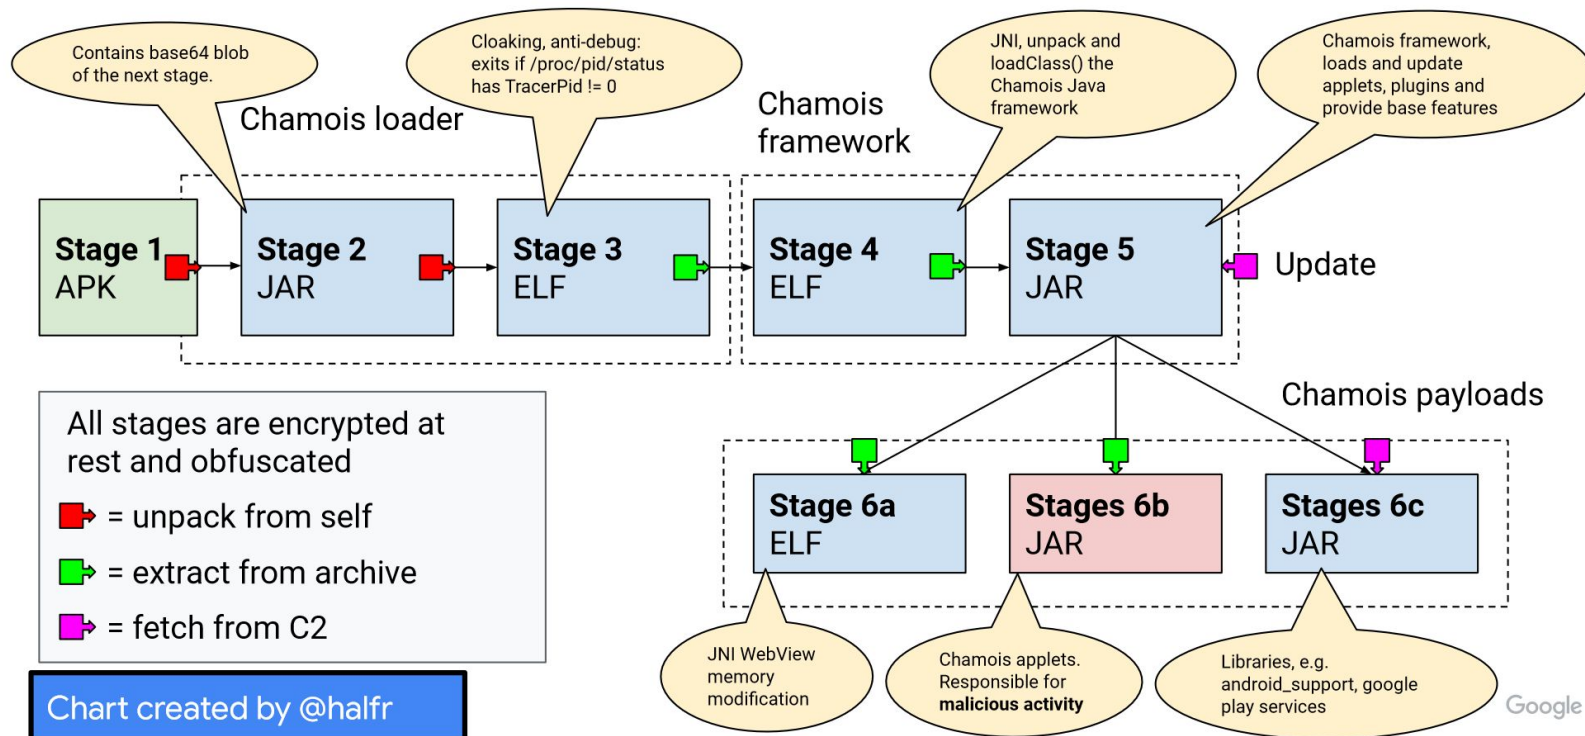 Contains base64 blob
of the next stage.
Cloaking, anti-debug:
exits if /proc/pid/status
has TracerPid != 0
JNI, unpack and
loadClass() the
Chamois Java
framework
Chamois framework,
loads and update
applets, plugins and
provide base features
Chamois loader
Chamois
framework
Stage 1
APK
Stage 2
JAR
Stage 3
ELF
Stage 4
ELF
Stage 5
JAR
Update
All stages are encrypted at
rest and obfuscated
= unpack from self
= extract from archive
= fetch from C2
Chamois payloads
Stage 6a
ELF
Stages 6b
JAR
Stages 6c
JAR
JNI WebView
memory
modification
Chamois applets.
Responsible for
malicious activity
Libraries, e.g.
android_support, google
play services
Chart created by @halfr
Google